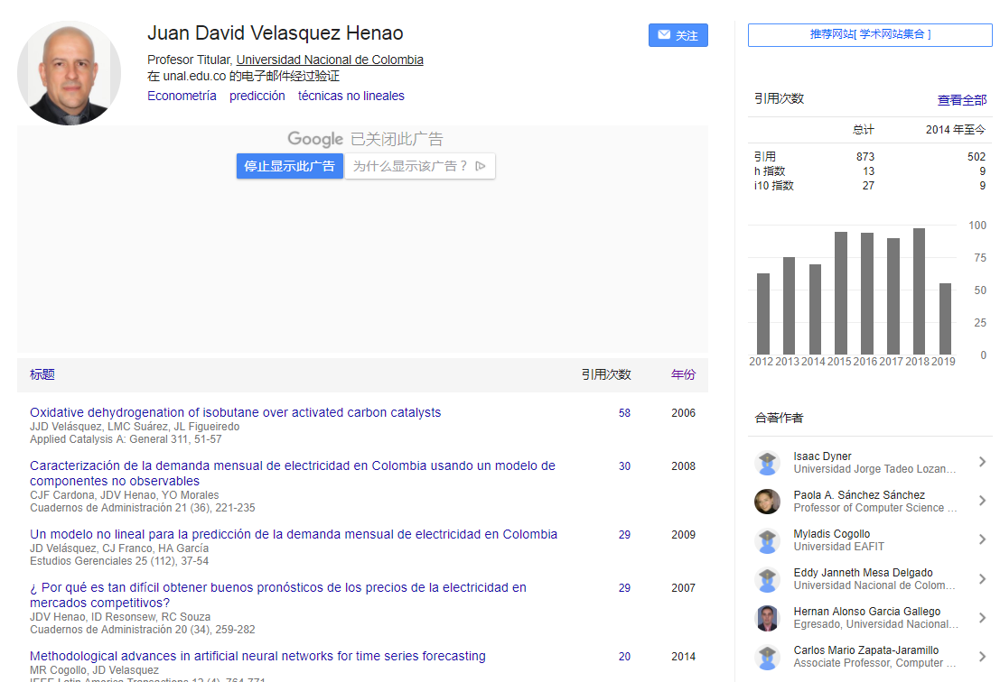 Juan David Velasquez Henao
关注
Profesor Titular, Universidad Nacional de Colombia
在 unal.edu.co 的电子邮件经过验证
Econometría predicción técnicas no lineales
Google 已关闭此广告
停止显示此广告 为什么显示该广告？
标题 引用次数 年份
Oxidative dehydrogenation of isobutane over activated carbon catalysts 58 2006
JJD Velásquez, LMC Suárez, JL Figueiredo
Applied Catalysis A: General 311, 51-57
Caracterización de la demanda mensual de electricidad en Colombia usando un modelo de 30 2008
componentes no observables
CJF Cardona, JDV Henao, YO Morales
Cuadernos de Administración 21 (36), 221-235
Un modelo no lineal para la predicción de la demanda mensual de electricidad en Colombia 29 2009
JD Velásquez, CJ Franco, HA García
Estudios Gerenciales 25 (112), 37-54
¿ Por qué es tan difícil obtener buenos pronósticos de los precios de la electricidad en 29 2007
mercados competitivos?
JDV Henao, ID Resonsew, RC Souza
Cuadernos de Administración 20 (34), 259-282
Methodological advances in artificial neural networks for time series forecasting 20 2014
MR Cogollo, JD Velasquez
IEEE Latin America Transactions 12 (4), 764-771
推荐网站[ 学术网站集合 ]
引用次数 查看全部
总计 2014 年至今
引用 873 502
h 指数 13 9
i10 指数 27 9
100
75
50
25
0
2012 2013 2014 2015 2016 2017 2018 2019
合著作者
Isaac Dyner
Universidad Jorge Tadeo Lozan…
Paola A. Sánchez Sánchez
Professor of Computer Science …
Myladis Cogollo
Universidad EAFIT
Eddy Janneth Mesa Delgado
Universidad Nacional de Colom…
Hernan Alonso Garcia Gallego
Egresado, Universidad Nacional…
Carlos Mario Zapata-Jaramillo
Associate Professor, Computer …